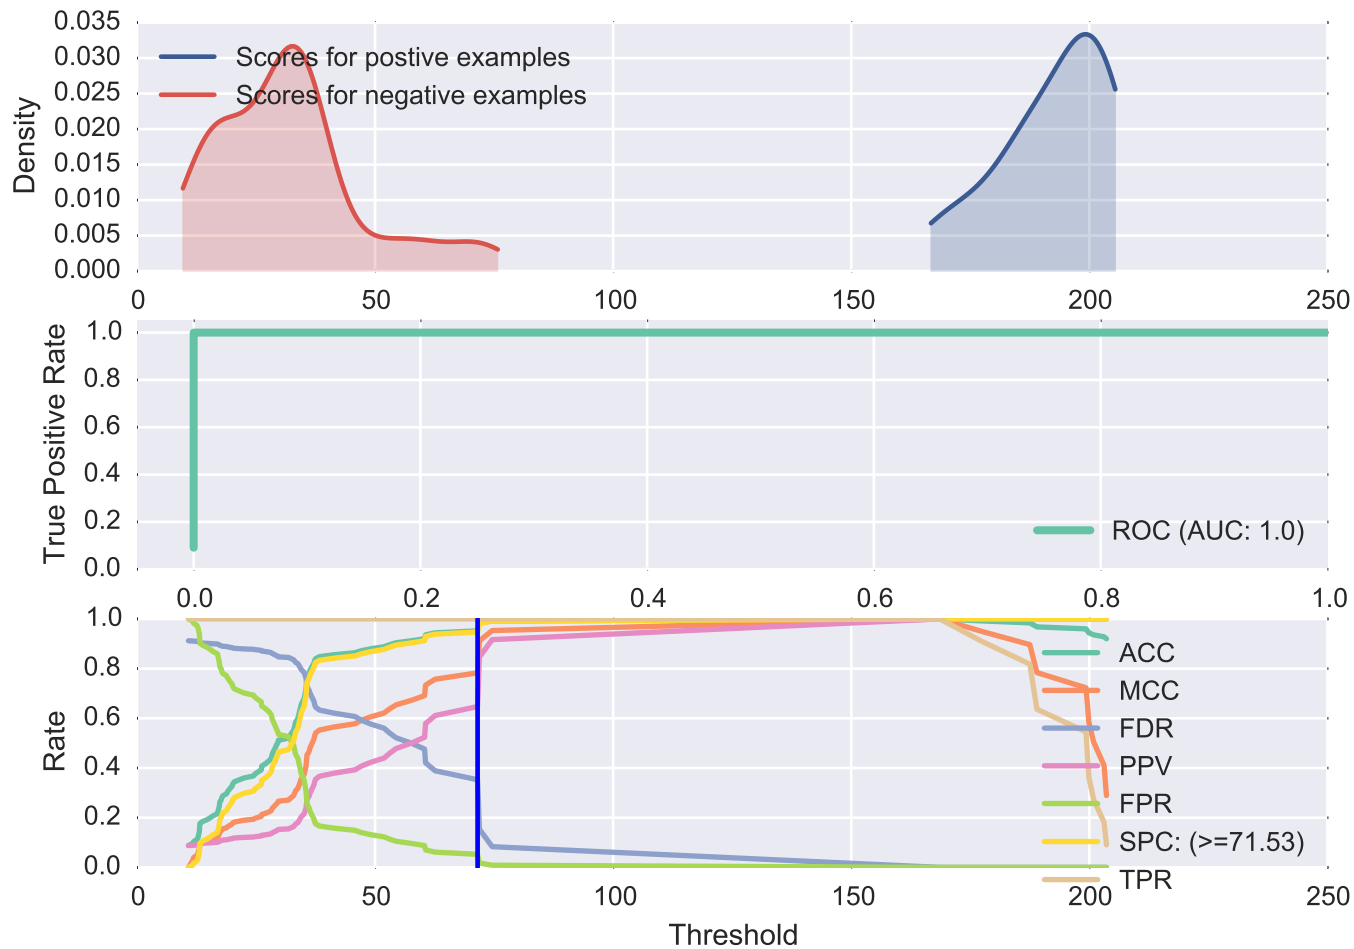 0.035
0.030
0.025
0.020
0.015
0.010
0.005
0.000
Density
Scores for postive examples
Scores for negative examples
0 50 100 150 200 250
1.0
0.8
0.6
0.4
0.2
0.0
True Positive Rate
ROC (AUC: 1.0)
0.0 0.2 0.4 0.6 0.8 1.0
1.0
0.8
0.6
0.4
0.2
0.0
Rate
ACC
MCC
FDR
PPV
FPR
SPC: (>=71.53)
TPR
0 50 100 150 200 250
Threshold